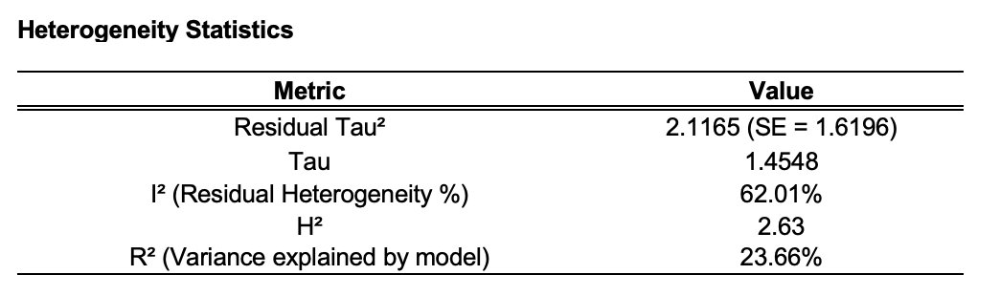 Heterogeneity Statistics
Metric Value
Residual Tau² 2.1165 (SE = 1.6196)
Tau 1.4548
I² (Residual Heterogeneity %) 62.01%
H² 2.63
R² (Variance explained by model) 23.66%